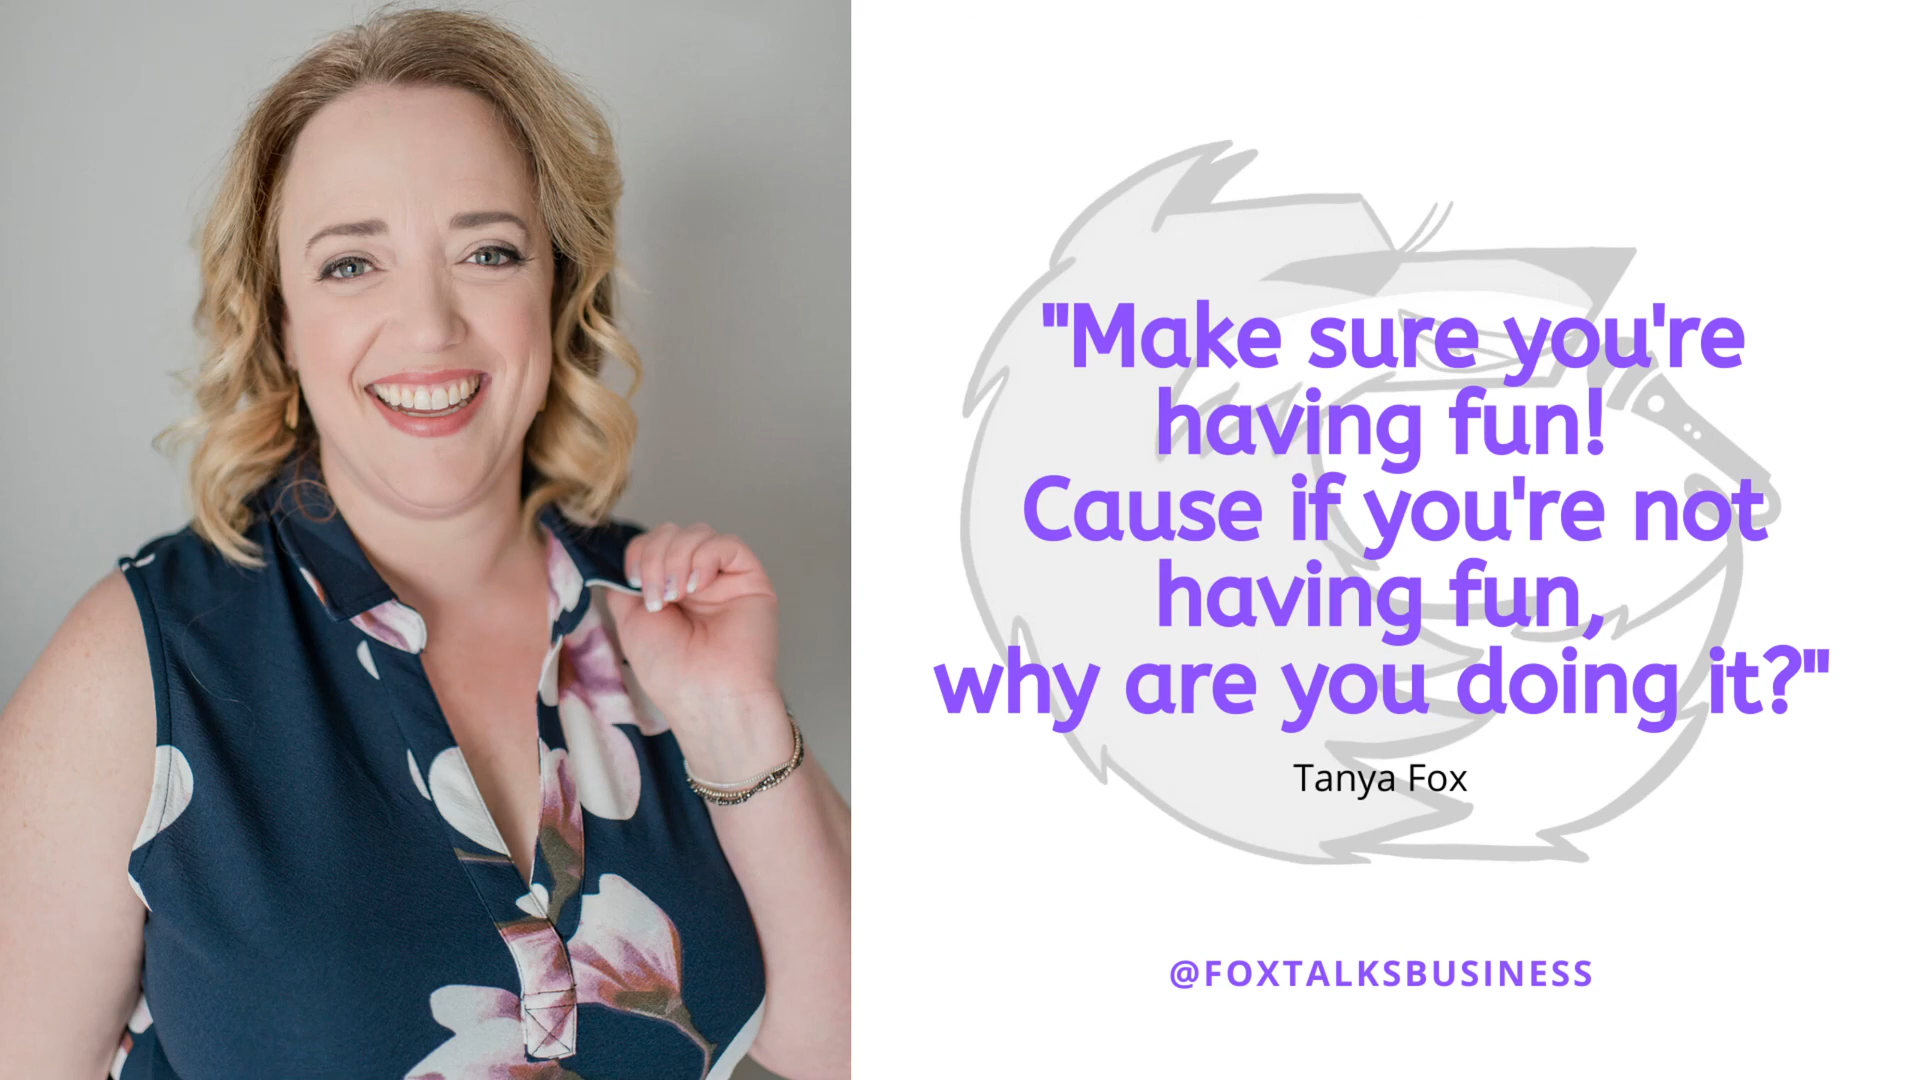 "Make sure you're
having fun!
Cause if you're not
having fun,
why are you doing it?"
Tanya Fox
@FOXTALKSBUSINESS